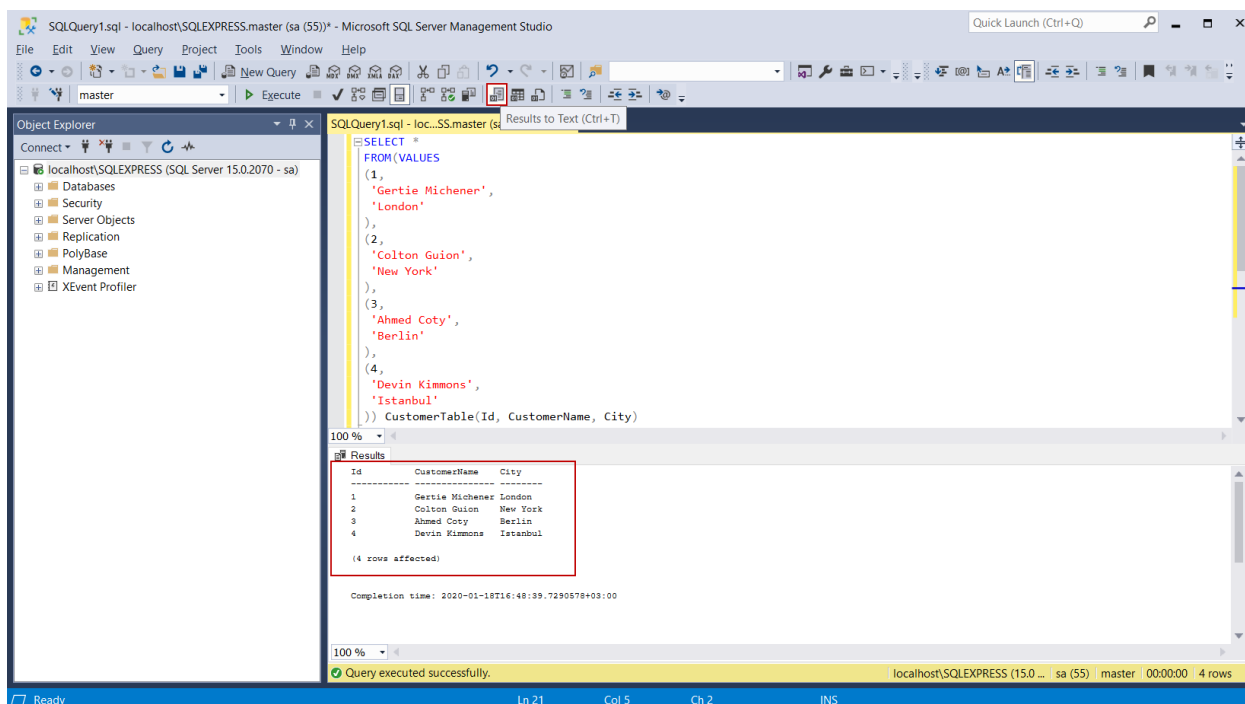 SQLQuery1.sql - localhost\SQLEXPRESS.master (sa (55))* - Microsoft SQL Server Management Studio
Quick Launch (Ctrl+Q)
File Edit View Query Project Tools Window Help
New Query
master
Execute
Results to Text (Ctrl+T)
Object Explorer
SQLQuery1.sql - loc...SS.master (sa
Connect
localhost\SQLEXPRESS (SQL Server 15.0.2070 - sa)
Databases
Security
Server Objects
Replication
PolyBase
Management
XEvent Profiler
SELECT *
FROM(VALUES
(1,
'Gertie Michener',
'London'
),
(2,
'Colton Guion',
'New York'
),
(3,
'Ahmed Coty',
'Berlin'
),
(4,
'Devin Kimmons',
'Istanbul'
)) CustomerTable(Id, CustomerName, City)
100 %
Results
Id CustomerName City
----------- --------------- --------
1 Gertie Michener London
2 Colton Guion New York
3 Ahmed Coty Berlin
4 Devin Kimmons Istanbul
(4 rows affected)
Completion time: 2020-01-18T16:48:39.7290578+03:00
100 %
Query executed successfully.
localhost\SQLEXPRESS (15.0 ... sa (55) master 00:00:00 4 rows
Ready Ln 21 Col 5 Ch 2 INS